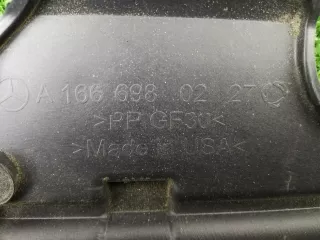 A 166 698 02 27
>PP GF30<
>Made in USA<